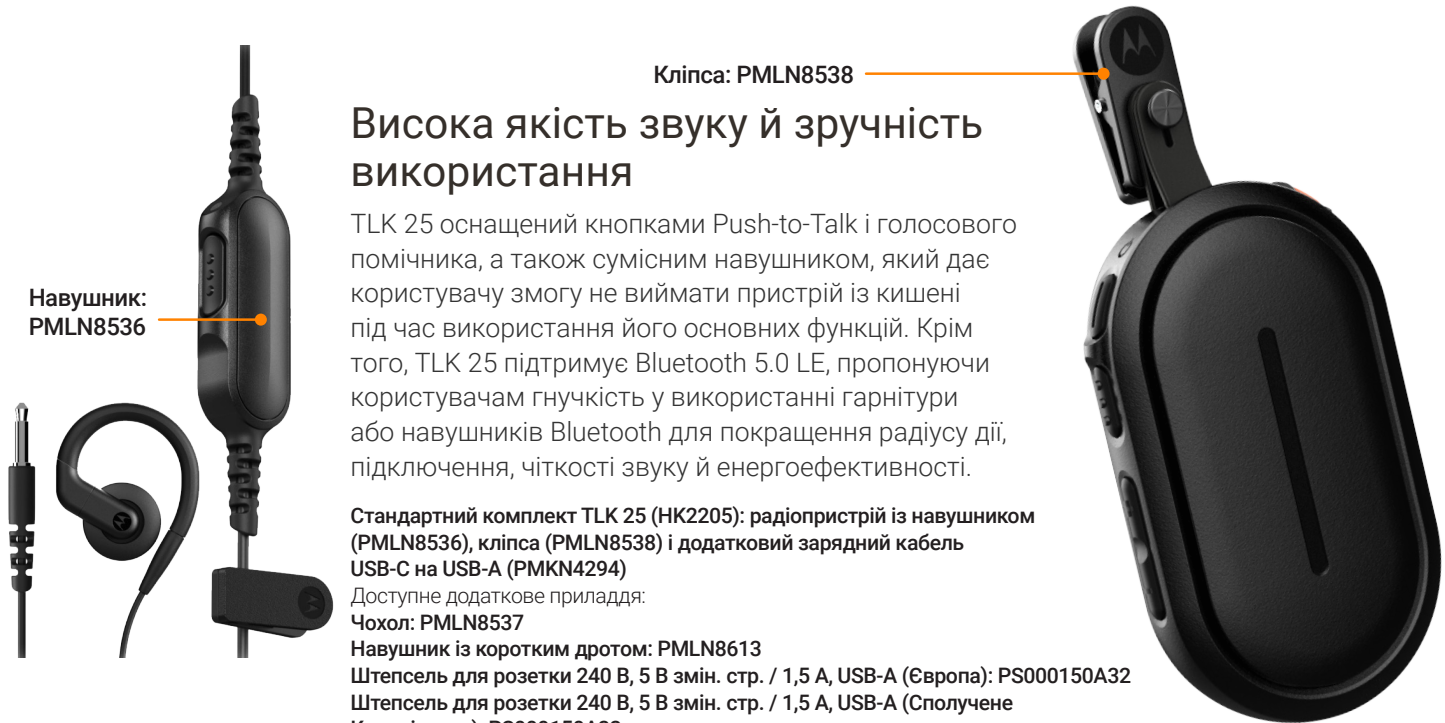 Кліпса: PMLN8538
Висока якість звуку й зручність
використання
TLK 25 оснащений кнопками Push-to-Talk і голосового
помічника, а також сумісним навушником, який дає
користувачу змогу не виймати пристрій із кишені
під час використання його основних функцій. Крім
того, TLK 25 підтримує Bluetooth 5.0 LE, пропонуючи
користувачам гнучкість у використанні гарнітури
або навушників Bluetooth для покращення радіусу дії,
підключення, чіткості звуку й енергоефективності.
Навушник:
PMLN8536
Стандартний комплект TLK 25 (HK2205): радіопристрій із навушником
(PMLN8536), кліпса (PMLN8538) і додатковий зарядний кабель
USB-C на USB-A (PMKN4294)
Доступне додаткове приладдя:
Чохол: PMLN8537
Навушник із коротким дротом: PMLN8613
Штепсель для розетки 240 В, 5 В змін. стр. / 1,5 А, USB-A (Європа): PS000150A32
Штепсель для розетки 240 В, 5 В змін. стр. / 1,5 А, USB-A (Сполучене